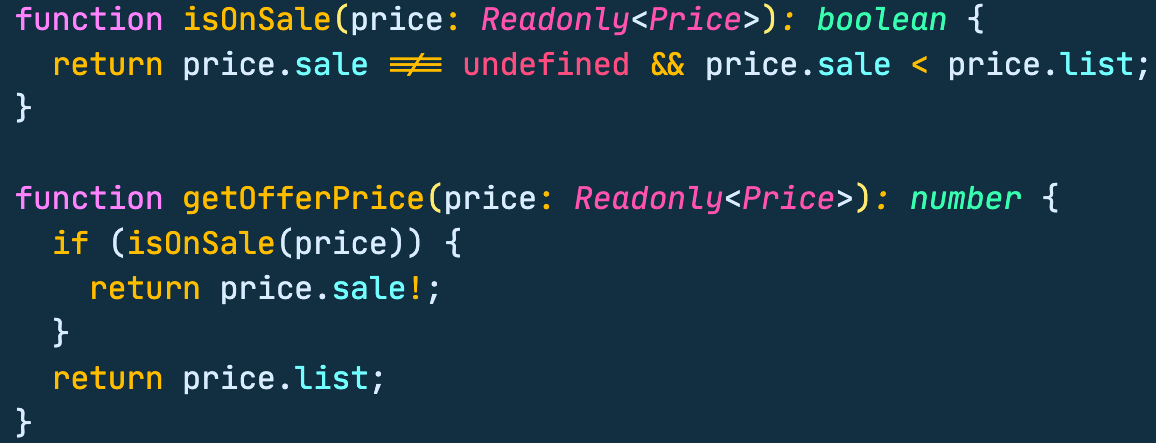 function isOnSale(price: Readonly<Price>): boolean {
  return price.sale !== undefined && price.sale < price.list;
}

function getOfferPrice(price: Readonly<Price>): number {
  if (isOnSale(price)) {
    return price.sale!;
  }
  return price.list;
}